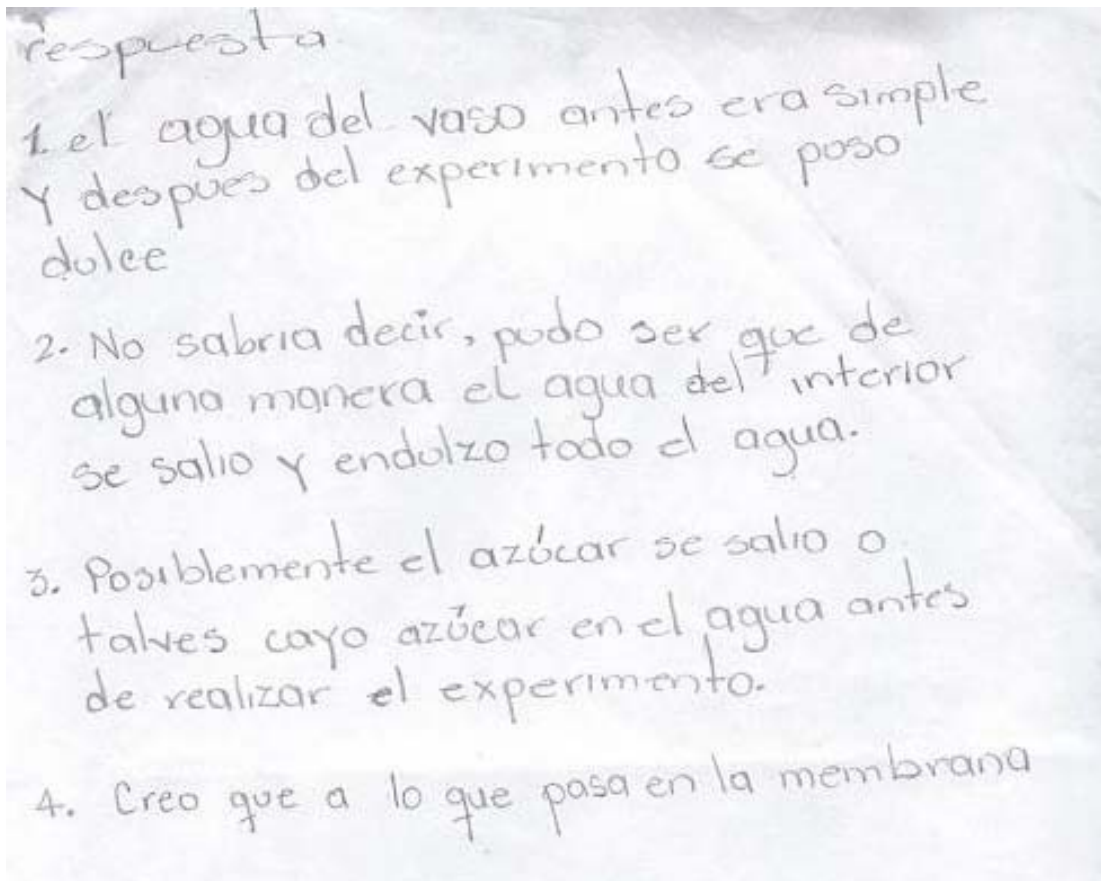 respuesta
1. el agua del vaso antes era simple
Y despues del experimento se poso
dulce
2. No sabria decir, pudo ser que de
alguna manera el agua del interior
se salio y endulzo todo el agua.
3. Posiblemente el azúcar se salio o
talves cayo azúcar en el agua antes
de realizar el experimento.
4. Creo que a lo que pasa en la membrana